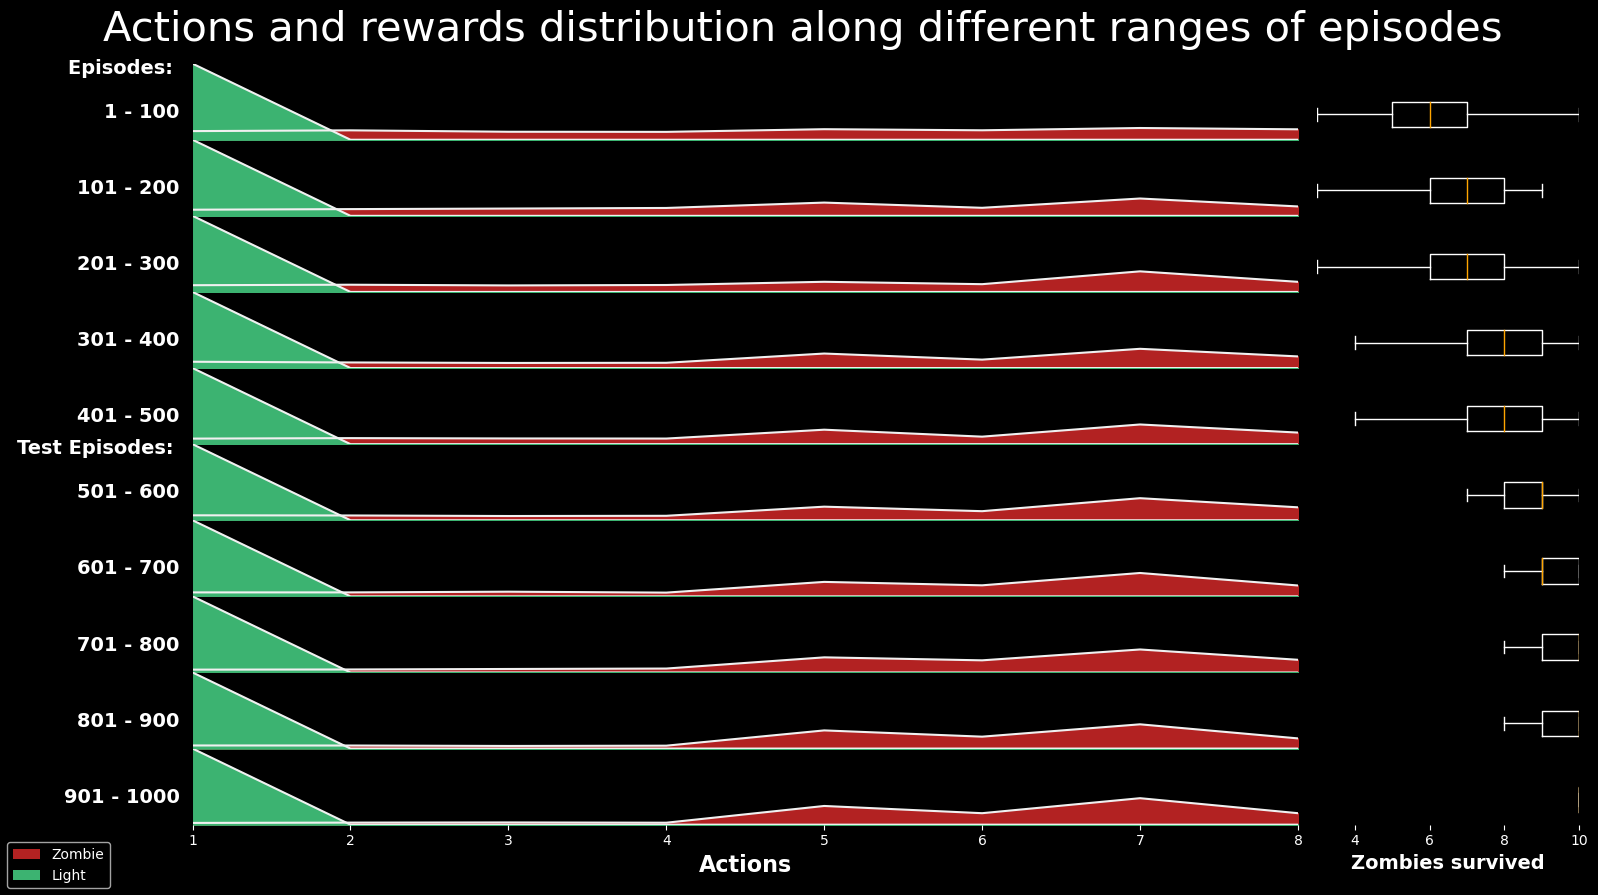 Actions and rewards distribution along different ranges of episodes
Episodes:
1 - 100
101 - 200
201 - 300
301 - 400
401 - 500
Test Episodes:
501 - 600
601 - 700
701 - 800
801 - 900
901 - 1000
1 2 3 4 5 6 7 8
4 6 8 10
Actions
Zombies survived
Zombie
Light